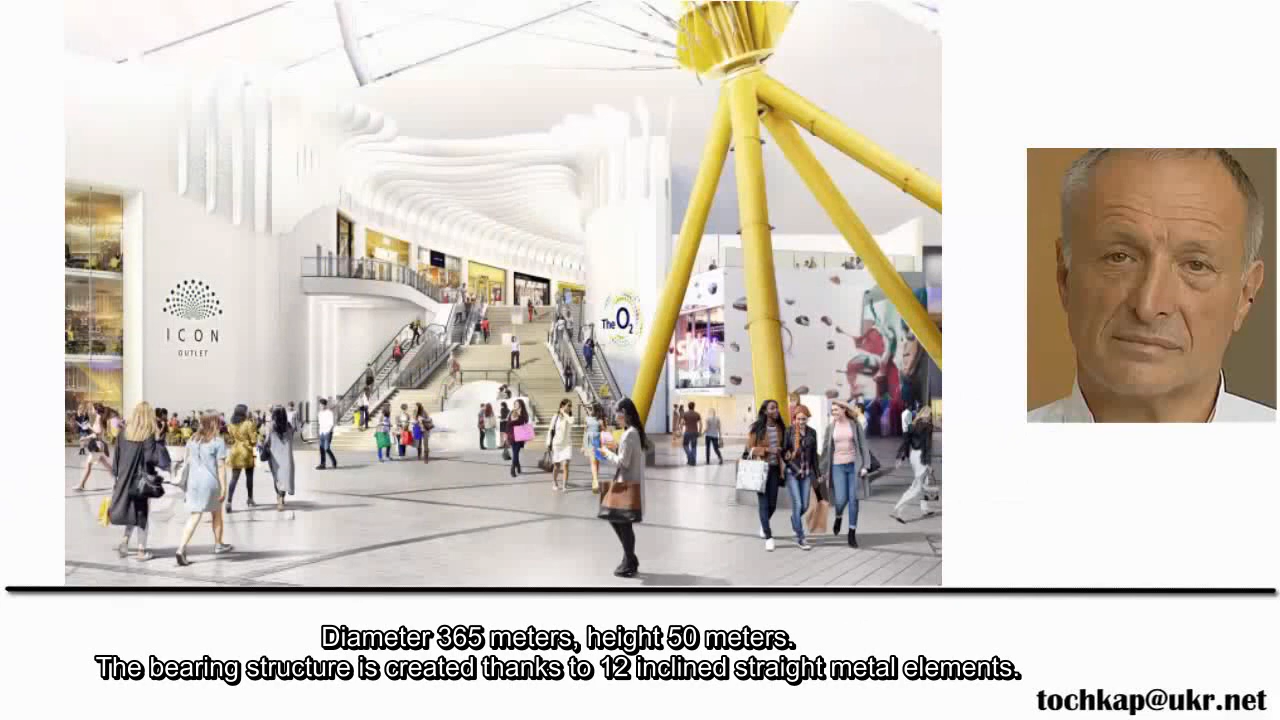 ICON
OUTLET
The O2
sky
Diameter 365 meters, height 50 meters.
The bearing structure is created thanks to 12 inclined straight metal elements.
tochkap@ukr.net